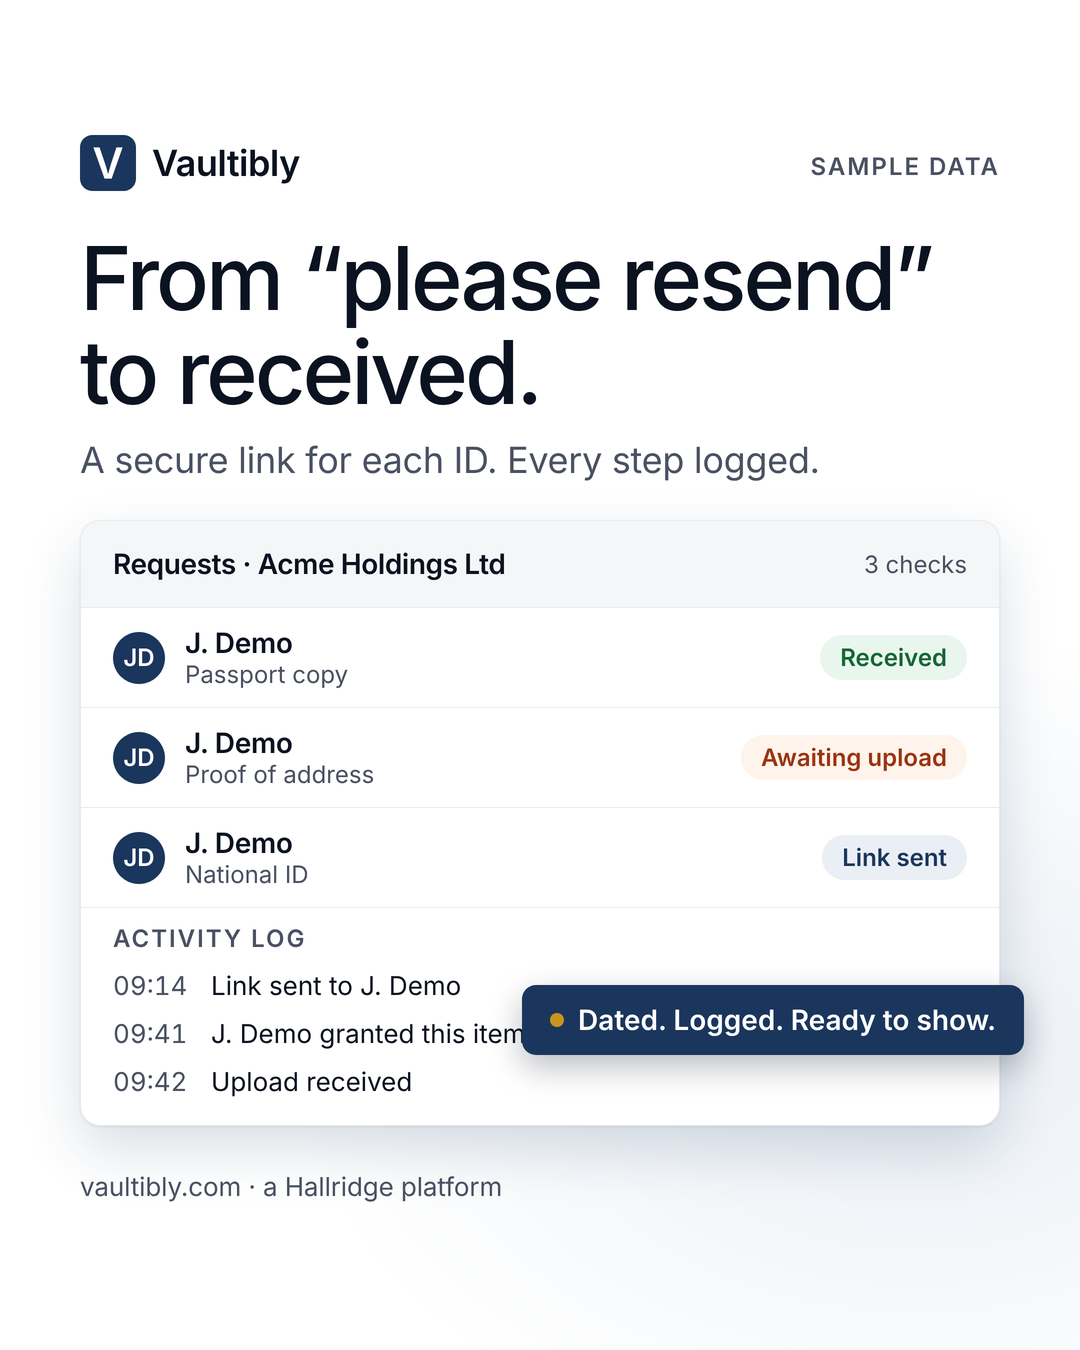 V Vaultibly
SAMPLE DATA
From “please resend”
to received.
A secure link for each ID. Every step logged.
Requests · Acme Holdings Ltd
3 checks
JD
J. Demo
Passport copy
Received
JD
J. Demo
Proof of address
Awaiting upload
JD
J. Demo
National ID
Link sent
ACTIVITY LOG
09:14 Link sent to J. Demo
09:41 J. Demo granted this item
Dated. Logged. Ready to show.
09:42 Upload received
vaultibly.com · a Hallridge platform